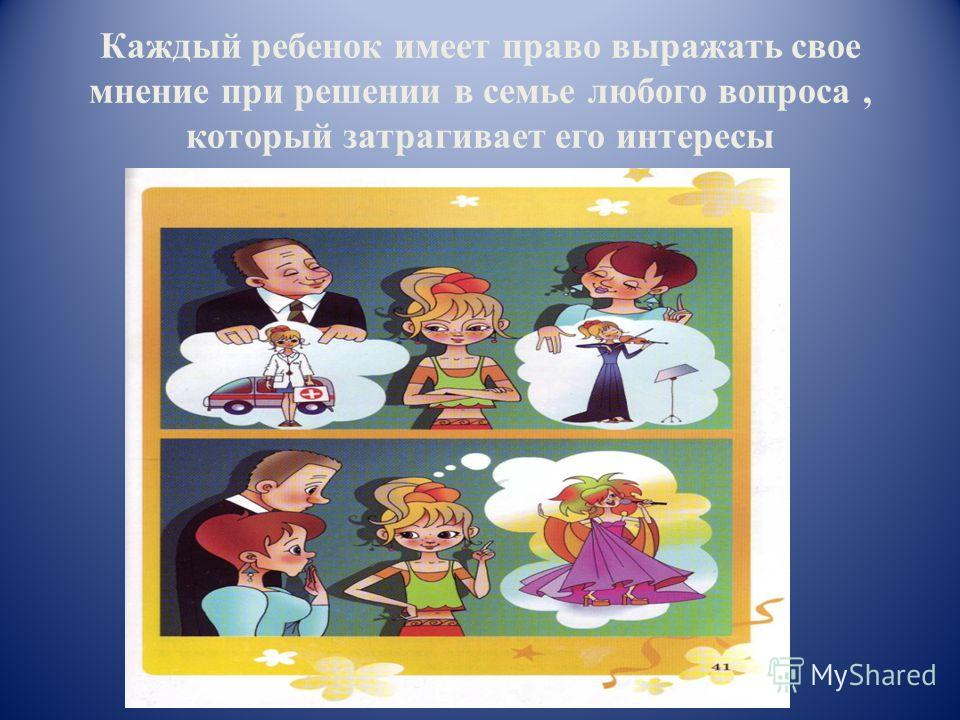 Каждый ребенок имеет право выражать свое
мнение при решении в семье любого вопроса ,
который затрагивает его интересы
41
MyShared